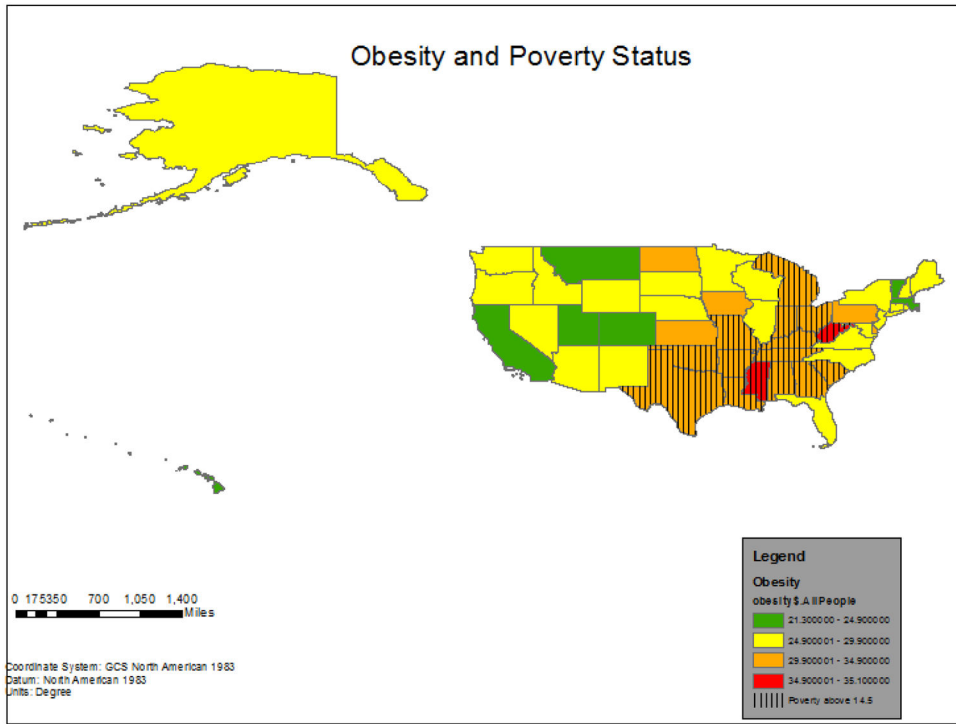 Obesity and Poverty Status
0 175350 700 1,050 1,400
Miles
Coordinate System: GCS North American 1983
Datum: North American 1983
Units: Degree
Legend
Obesity
obesity$.AllPeople
21.300000 - 24.900000
24.900001 - 29.900000
29.900001 - 34.900000
34.900001 - 35.100000
Poverty above 14.5